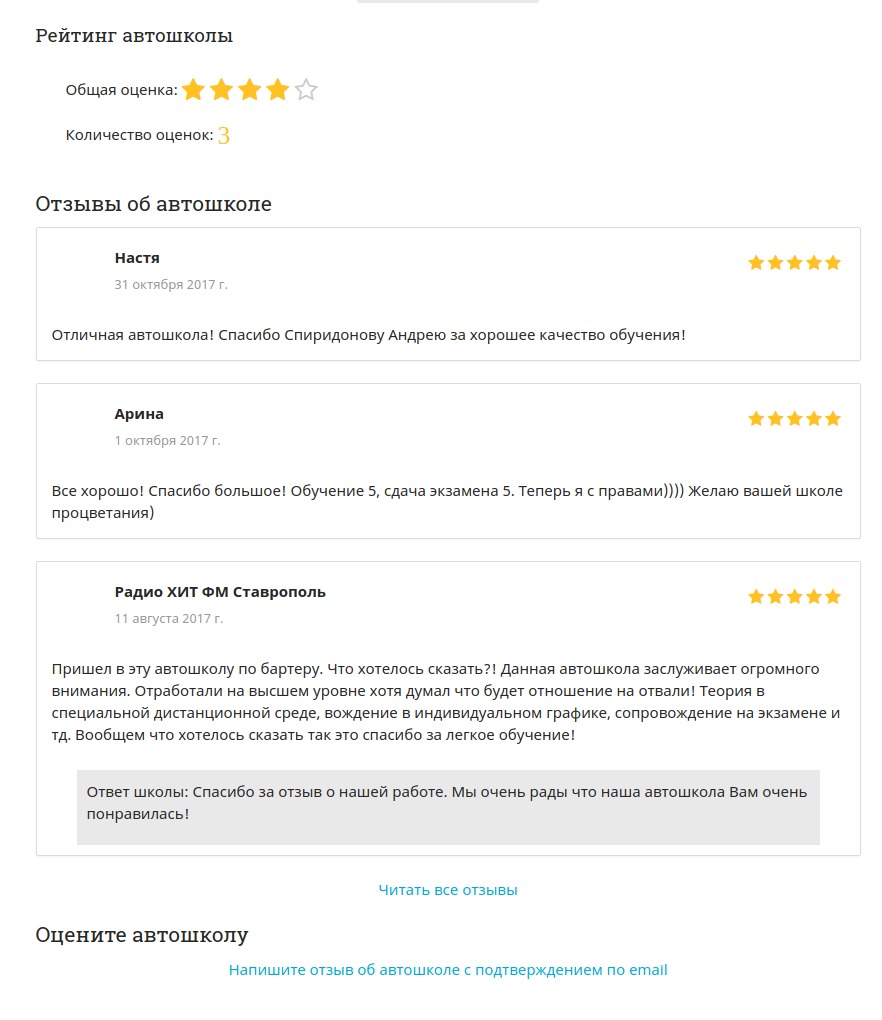 Рейтинг автошколы
Общая оценка:
Количество оценок: 3
Отзывы об автошколе
Настя
31 октября 2017 г.
Отличная автошкола! Спасибо Спиридонову Андрею за хорошее качество обучения!
Арина
1 октября 2017 г.
Все хорошо! Спасибо большое! Обучение 5, сдача экзамена 5. Теперь я с правами)))) Желаю вашей школе
процветания)
Радио ХИТ ФМ Ставрополь
11 августа 2017 г.
Пришел в эту автошколу по бартеру. Что хотелось сказать?! Данная автошкола заслуживает огромного
внимания. Отработали на высшем уровне хотя думал что будет отношение на отвали! Теория в
специальной дистанционной среде, вождение в индивидуальном графике, сопровождение на экзамене и
тд. Вообщем что хотелось сказать так это спасибо за легкое обучение!
Ответ школы: Спасибо за отзыв о нашей работе. Мы очень рады что наша автошкола Вам очень
понравилась!
Читать все отзывы
Оцените автошколу
Напишите отзыв об автошколе с подтверждением по email